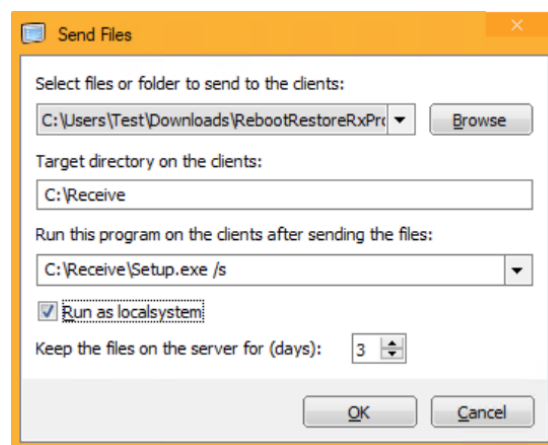 Send Files
Select files or folder to send to the clients:
C:\Users\Test\Downloads\RebootRestoreRxPr
Browse
Target directory on the clients:
C:\Receive
Run this program on the clients after sending the files:
C:\Receive\Setup.exe /s
Run as localsystem
Keep the files on the server for (days): 3
OK Cancel